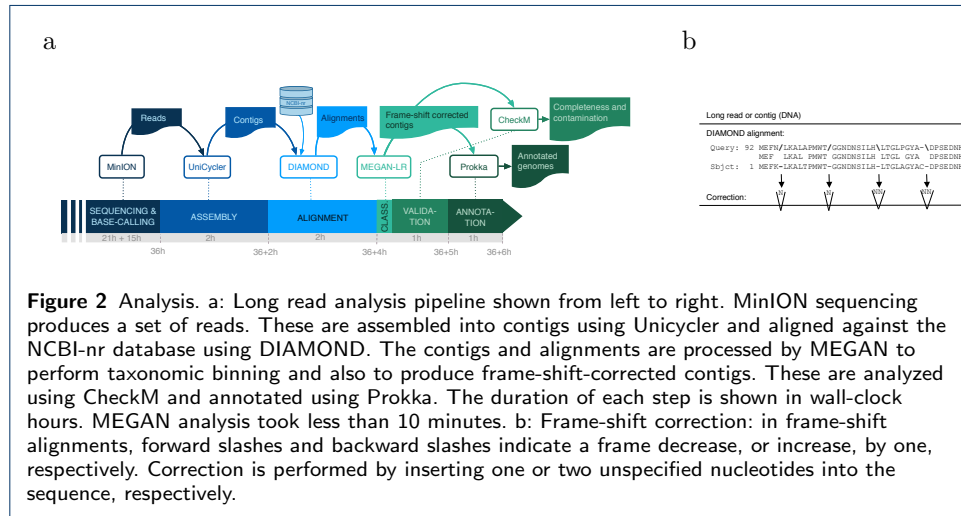 a
b
NCBI-nr
Reads
Contigs
Alignments
Frame-shift corrected
contigs
CheckM
Completeness and
contamination
MinION
UniCycler
DIAMOND
MEGAN-LR
Prokka
Annotated
genomes
SEQUENCING &
BASE-CALLING
ASSEMBLY
ALIGNMENT
CLASS.
VALIDA-
TION
ANNOTA-
TION
21h + 15h
2h
2h
1h
1h
36h
36+2h
36+4h
36+5h
36+6h
Long read or contig (DNA)
DIAMOND alignment:
Query: 92 MEFN/LKALAPMWT/GGNDNSILH\LTGLPGYA-\DPSEDNH
MEF LKAL PMWT GGNDNSILH LTGL GYA DPSEDNH
Sbjct: 1 MEFK-LKALTPMWT-GGNDNSILH-LTGLAGYAC-DPSEDNH
Correction:
N
N
NN
NN
Figure 2 Analysis. a: Long read analysis pipeline shown from left to right. MinION sequencing
produces a set of reads. These are assembled into contigs using Unicycler and aligned against the
NCBI-nr database using DIAMOND. The contigs and alignments are processed by MEGAN to
perform taxonomic binning and also to produce frame-shift-corrected contigs. These are analyzed
using CheckM and annotated using Prokka. The duration of each step is shown in wall-clock
hours. MEGAN analysis took less than 10 minutes. b: Frame-shift correction: in frame-shift
alignments, forward slashes and backward slashes indicate a frame decrease, or increase, by one,
respectively. Correction is performed by inserting one or two unspecified nucleotides into the
sequence, respectively.